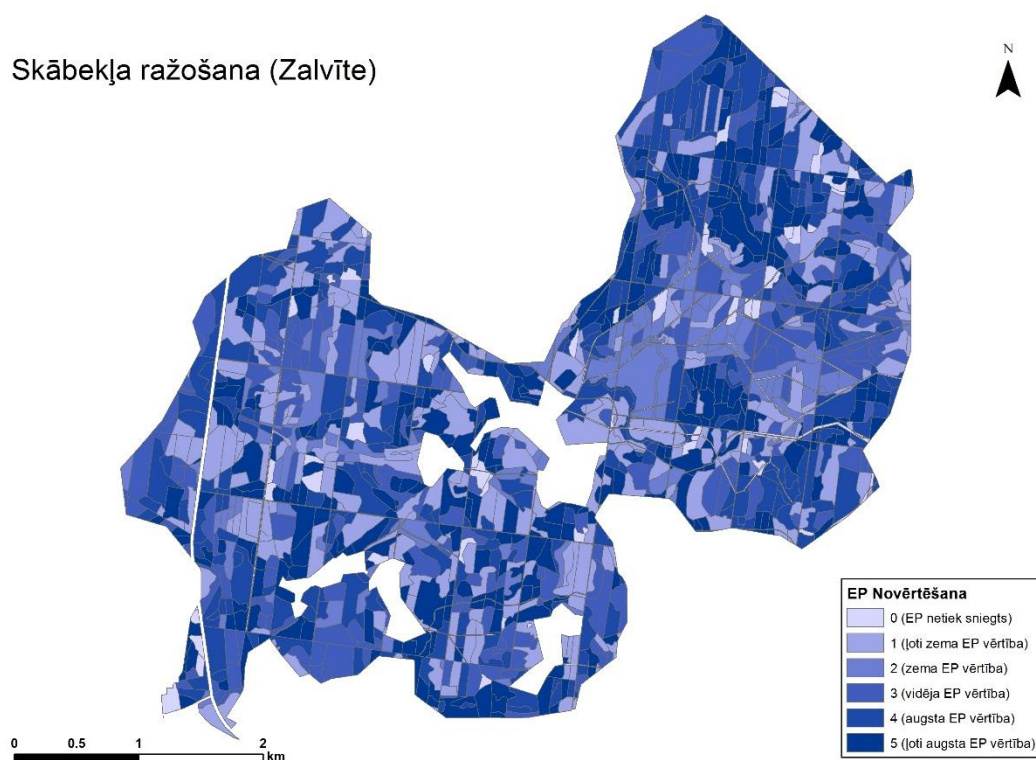 Skābekļa ražošana (Zalvīte)
N
EP Novērtēšana
0 (EP netiek sniegts)
1 (ļoti zema EP vērtība)
2 (zema EP vērtība)
3 (vidēja EP vērtība)
4 (augsta EP vērtība)
5 (ļoti augsta EP vērtība)
0 0.5 1 2
km